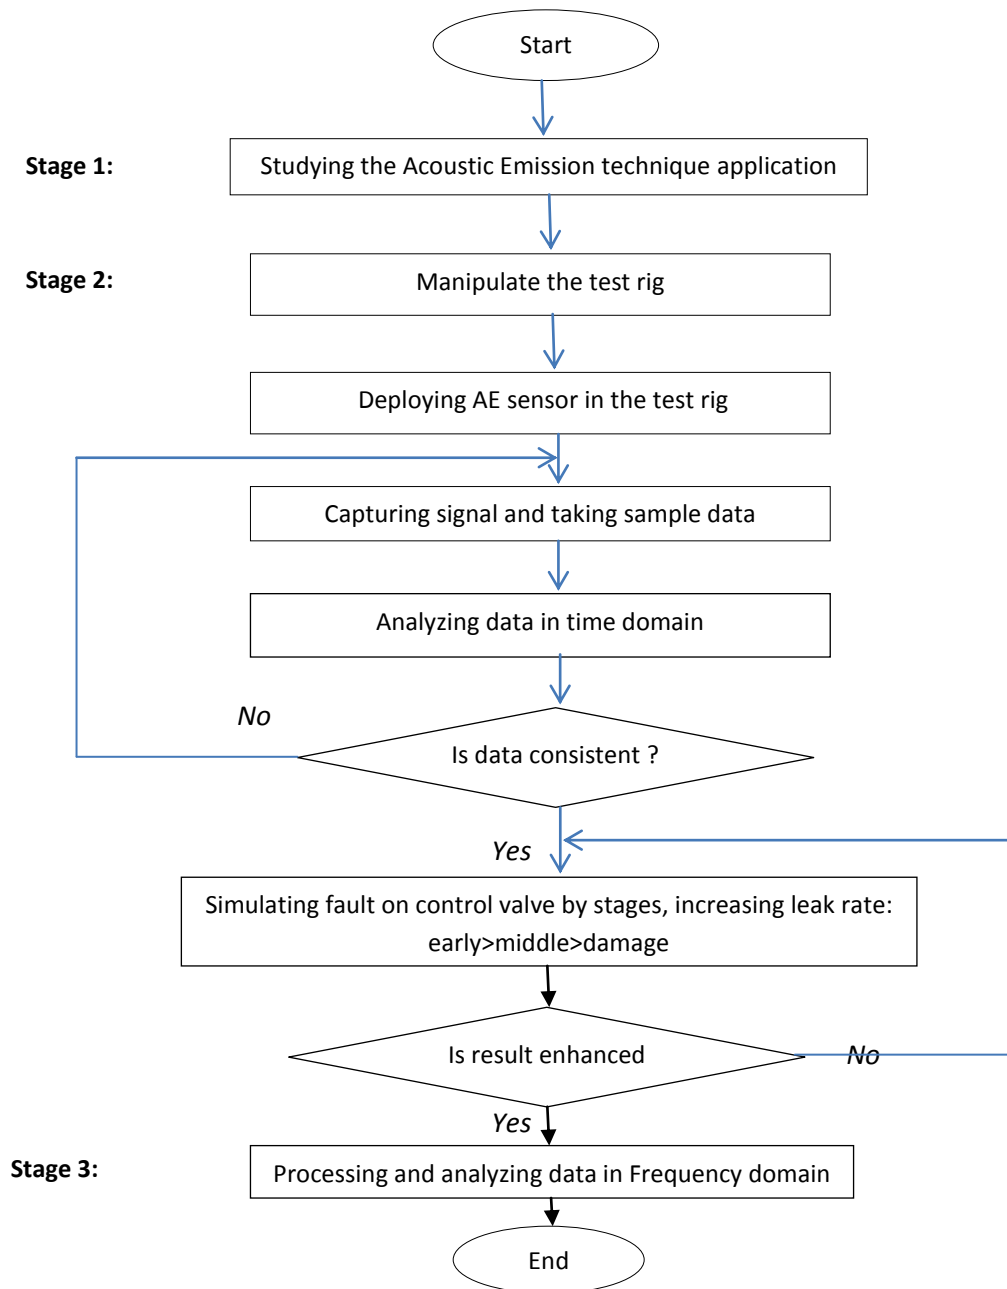 Start
Stage 1:
Studying the Acoustic Emission technique application
Stage 2:
Manipulate the test rig
Deploying AE sensor in the test rig
Capturing signal and taking sample data
Analyzing data in time domain
No
Is data consistent ?
Yes
Simulating fault on control valve by stages, increasing leak rate:
early>middle>damage
Is result enhanced
No
Yes
Stage 3:
Processing and analyzing data in Frequency domain
End